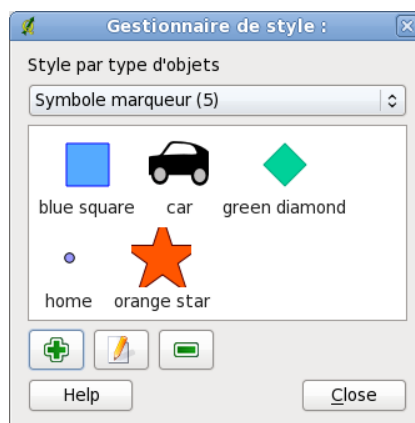 Gestionnaire de style :
Style par type d'objets
Symbole marqueur (5)
blue square car green diamond
home orange star
Help Close